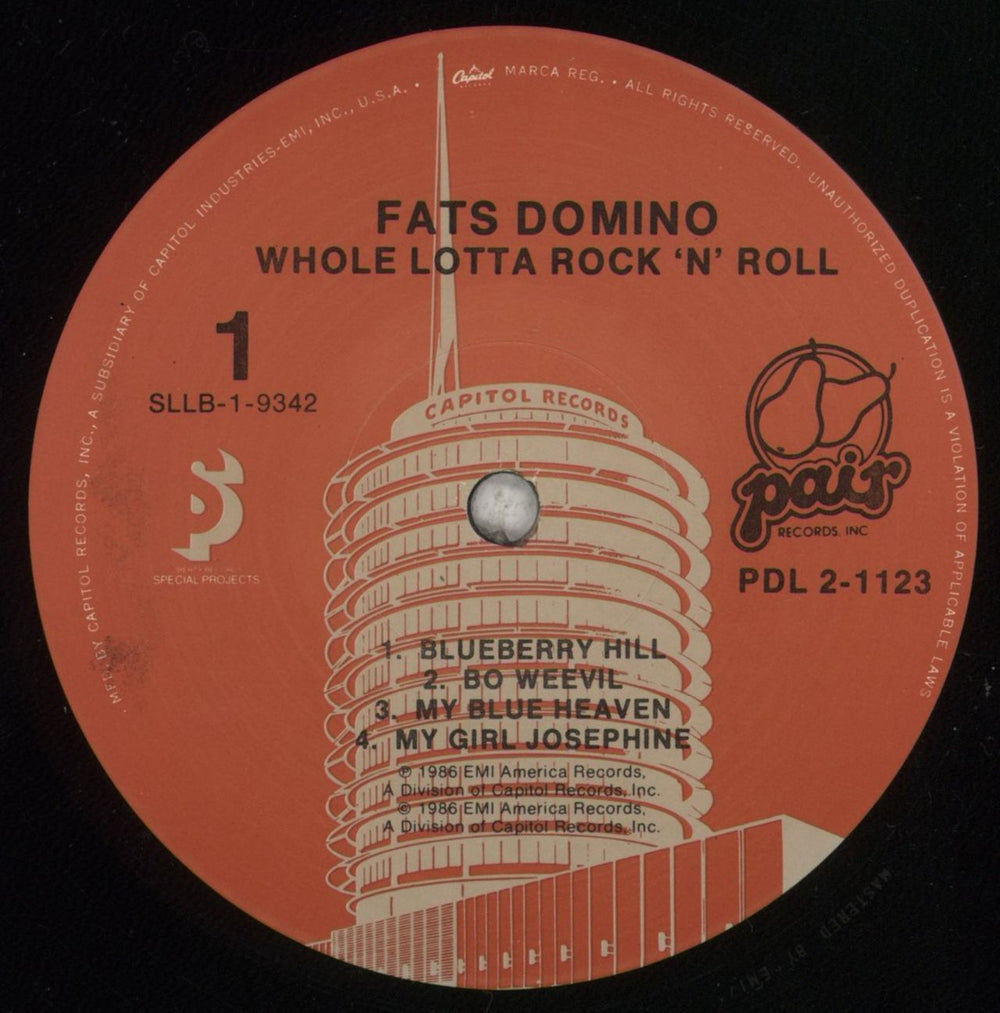 MFD. BY CAPITOL RECORDS, INC., A SUBSIDIARY OF CAPITOL INDUSTRIES-EMI, INC., U.S.A. • Capitol MARCA REG. • ALL RIGHTS RESERVED. UNAUTHORIZED DUPLICATION IS A VIOLATION OF APPLICABLE LAWS
FATS DOMINO
WHOLE LOTTA ROCK ‘N’ ROLL
1
SLLB-1-9342
CAPITOL RECORDS
SPECIAL PROJECTS
pair
RECORDS, INC
PDL 2-1123
1. BLUEBERRY HILL
2. BO WEEVIL
3. MY BLUE HEAVEN
4. MY GIRL JOSEPHINE
℗ 1986 EMI America Records,
A Division of Capitol Records, Inc.
© 1986 EMI America Records,
A Division of Capitol Records, Inc.
MASTERED BY EMI